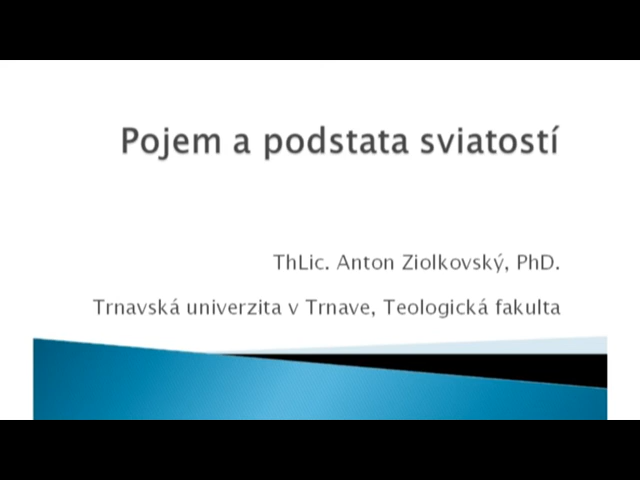 Pojem a podstata sviatostí
ThLic. Anton Ziolkovský, PhD.
Trnavská univerzita v Trnave, Teologická fakulta